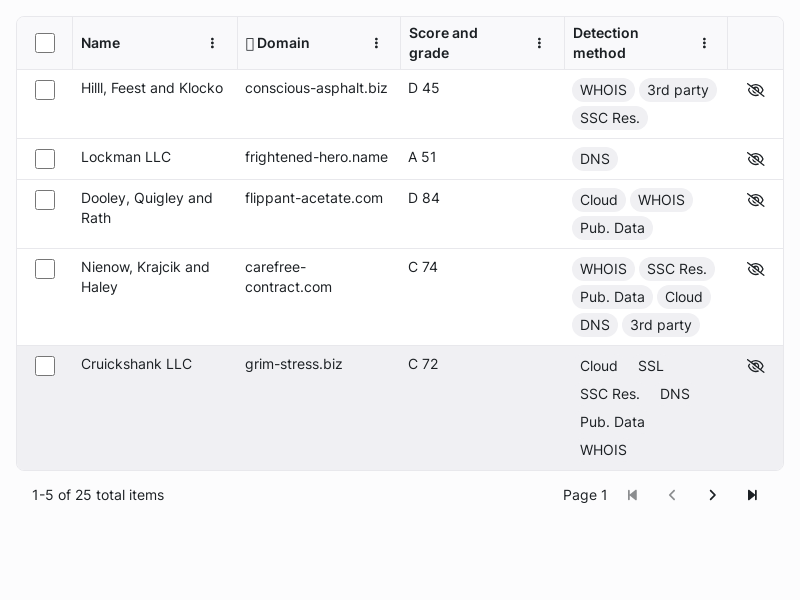 Name
Domain
Score and
grade
Detection
method
Hilll, Feest and Klocko
conscious-asphalt.biz
D 45
WHOIS 3rd party
SSC Res.
Lockman LLC
frightened-hero.name
A 51
DNS
Dooley, Quigley and
Rath
flippant-acetate.com
D 84
Cloud WHOIS
Pub. Data
Nienow, Krajcik and
Haley
carefree-
contract.com
C 74
WHOIS SSC Res.
Pub. Data Cloud
DNS 3rd party
Cruickshank LLC
grim-stress.biz
C 72
Cloud SSL
SSC Res. DNS
Pub. Data
WHOIS
1-5 of 25 total items
Page 1